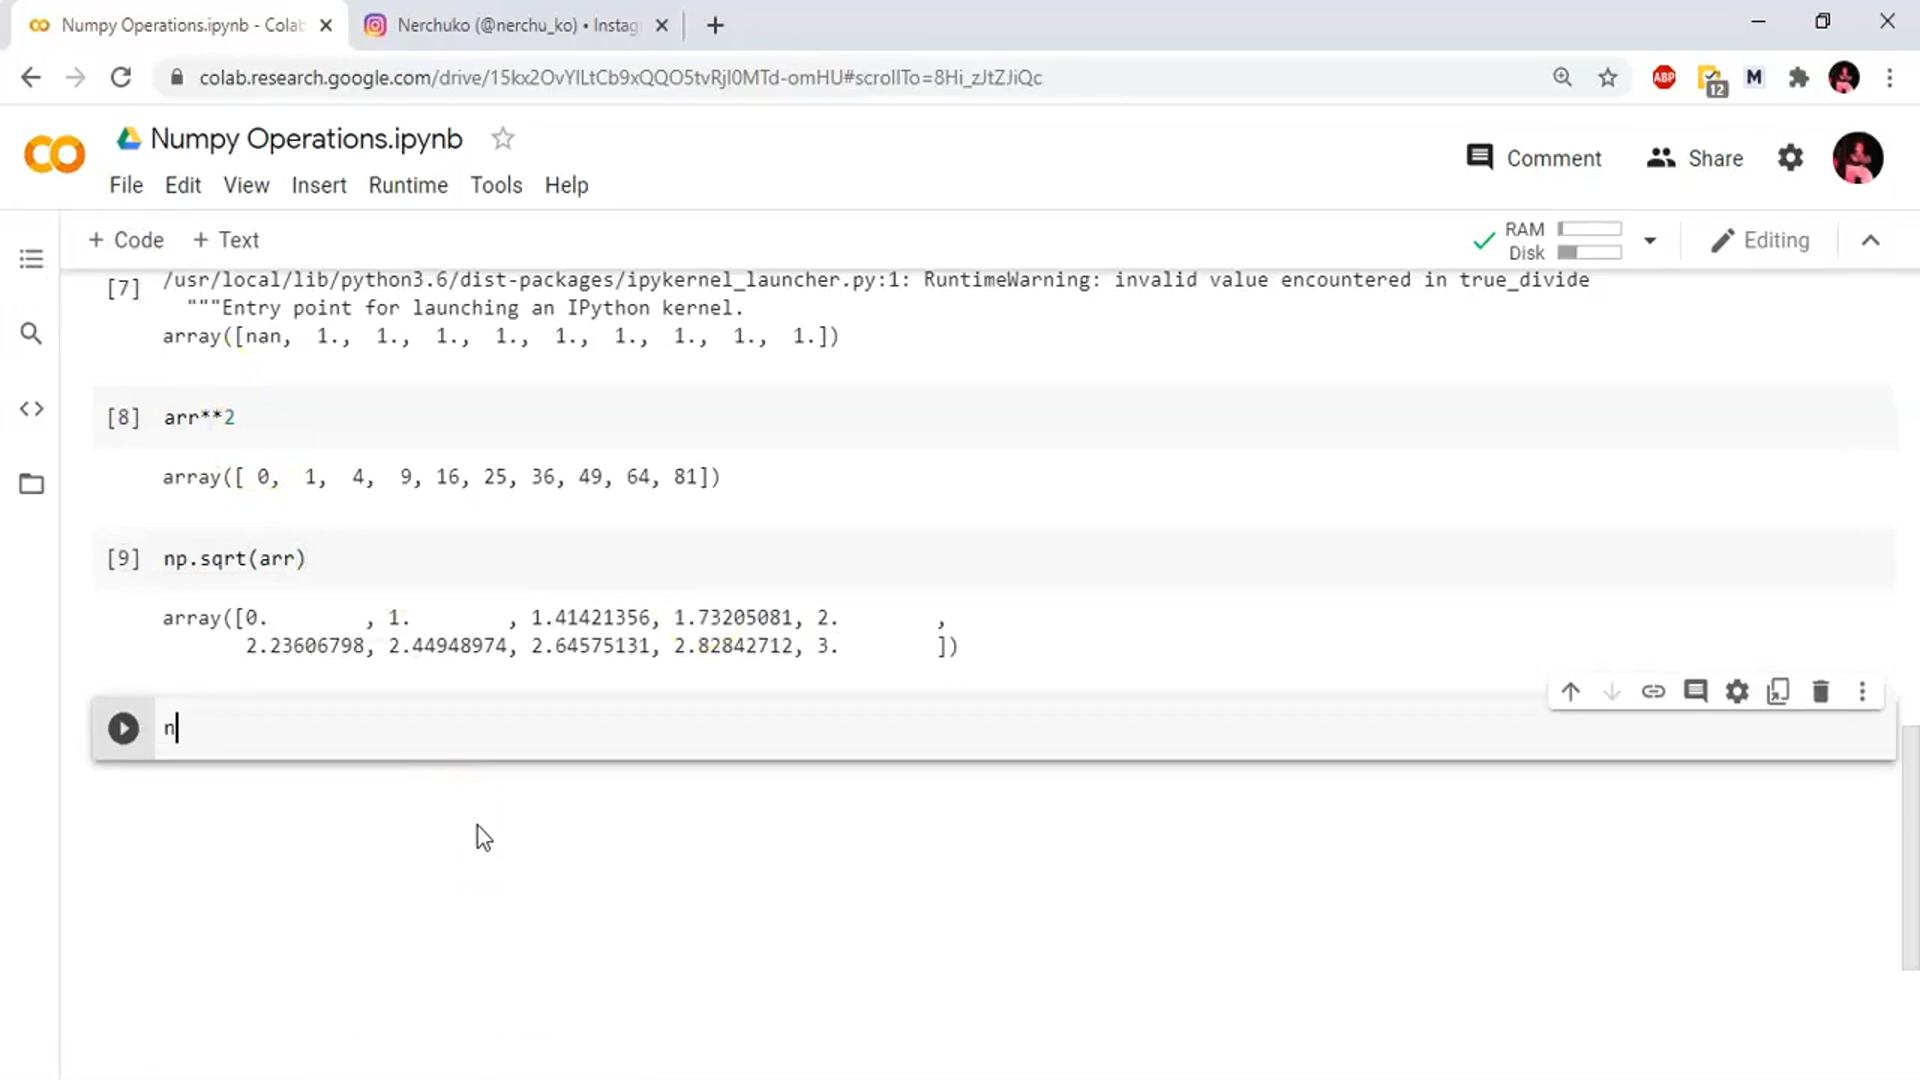 Numpy Operations.ipynb - Colab
Nerchuko (@nerchu_ko) • Instag
colab.research.google.com/drive/15kx2OvYlLtCb9xQQO5tvRjI0MTd-omHU#scrollTo=8Hi_zJtZJiQc
ABP
12
M
Numpy Operations.ipynb
Comment
Share
File Edit View Insert Runtime Tools Help
+ Code + Text
RAM
Disk
Editing
[7] /usr/local/lib/python3.6/dist-packages/ipykernel_launcher.py:1: RuntimeWarning: invalid value encountered in true_divide
"""Entry point for launching an IPython kernel.
array([nan, 1., 1., 1., 1., 1., 1., 1., 1., 1.])
[8] arr**2
array([ 0, 1, 4, 9, 16, 25, 36, 49, 64, 81])
[9] np.sqrt(arr)
array([0. , 1. , 1.41421356, 1.73205081, 2. ,
2.23606798, 2.44948974, 2.64575131, 2.82842712, 3. ])
n